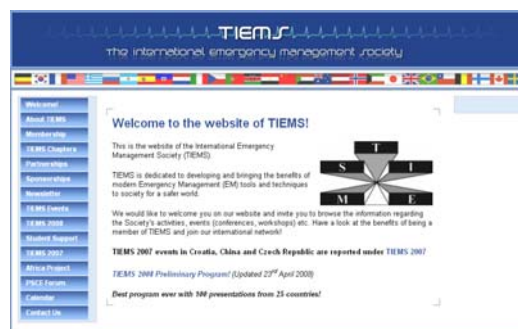 TIEMS
The international emergency management society
Welcome!
About TIEMS
Membership
TIEMS Chapters
Partnerships
Sponsorships
Newsletter
TIEMS Events
TIEMS 2008
Student Support
TIEMS 2007
Africa Project
P&CE Forum
Calendar
Contact Us
Welcome to the website of TIEMS!
This is the website of the International Emergency
Management Society (TIEMS).
TIEMS is dedicated to developing and bringing the benefits of
modern Emergency Management (EM) tools and techniques
to society for a safer world.
T
S I
M E
We would like to welcome you on our website and invite you to browse the information regarding
the Society's activities, events (conferences, workshops) etc. Have a look at the benefits of being a
member of TIEMS and join our international network!
TIEMS 2007 events in Croatia, China and Czech Republic are reported under TIEMS 2007
TIEMS 2008 Preliminary Program! (Updated 23rd April 2008)
Best program ever with 100 presentations from 25 countries!